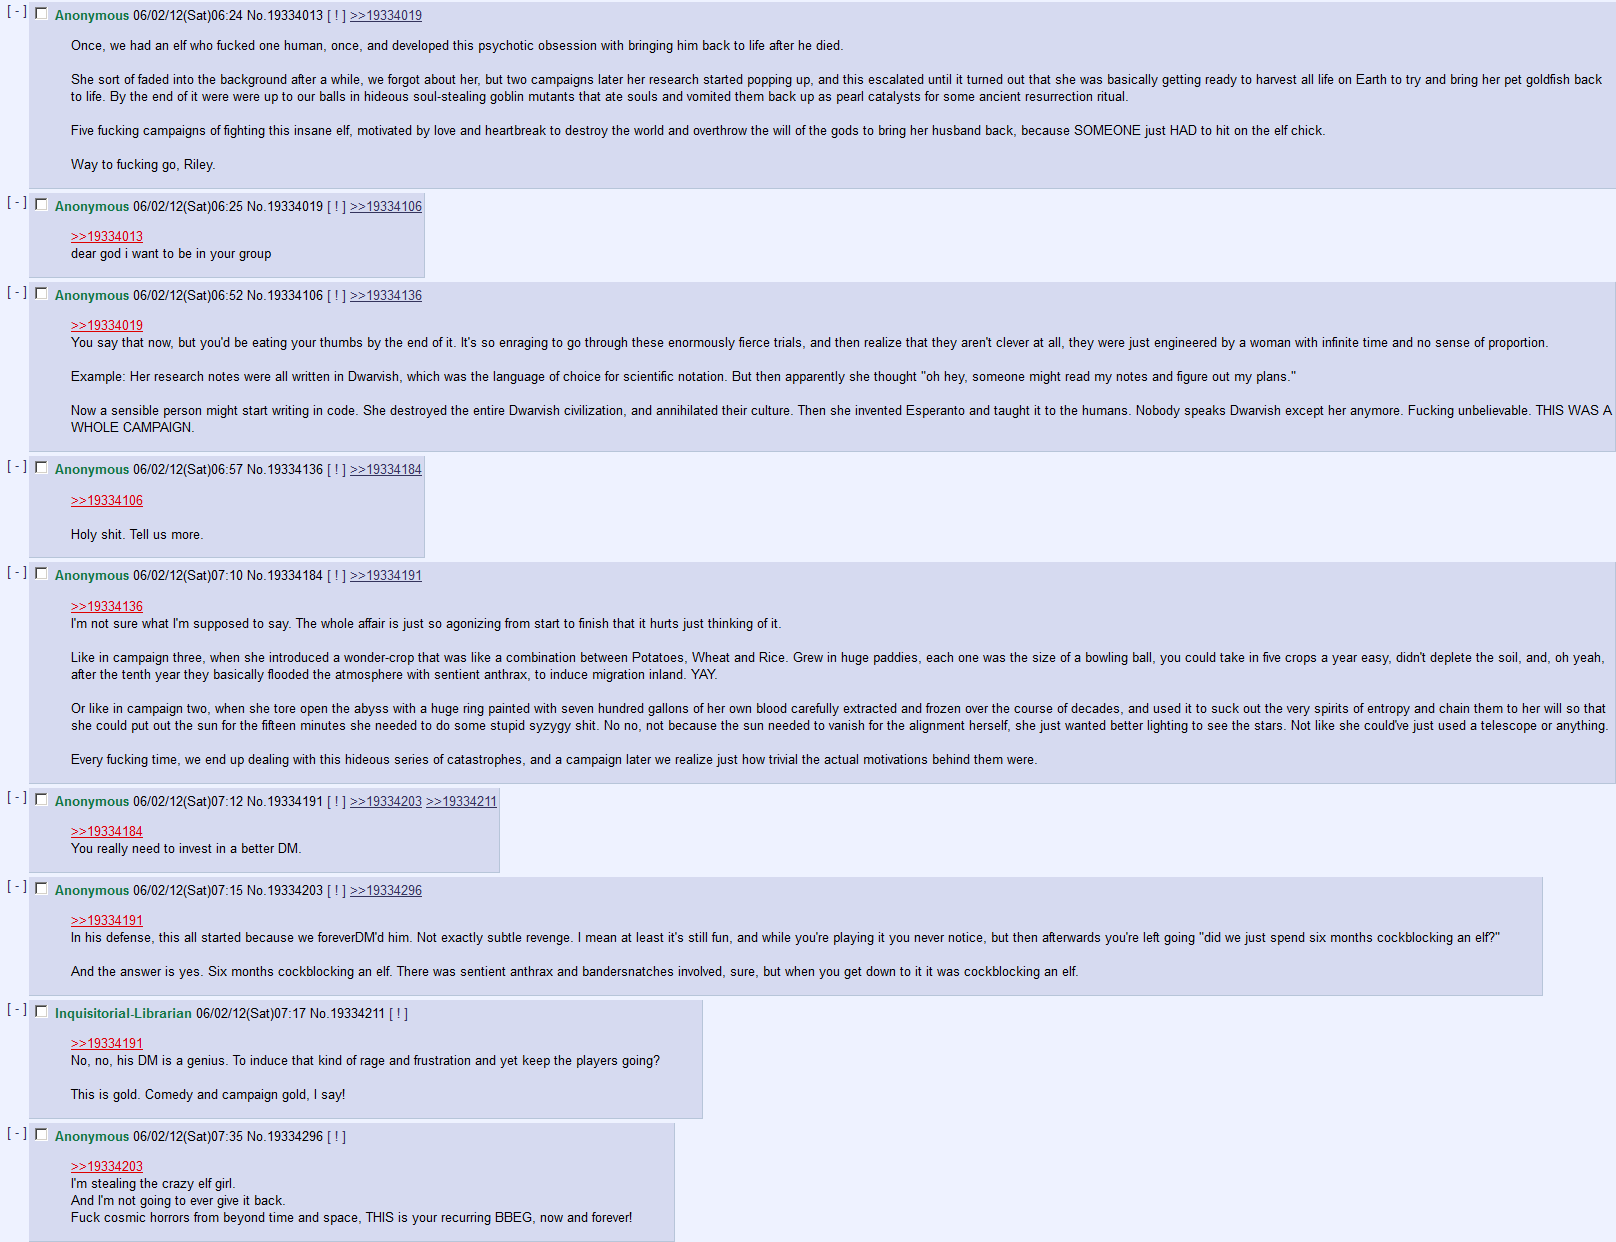 [ - ] Anonymous 06/02/12(Sat)06:24 No.19334013 [ ! ] >>19334019
Once, we had an elf who fucked one human, once, and developed this psychotic obsession with bringing him back to life after he died.
She sort of faded into the background after a while, we forgot about her, but two campaigns later her research started popping up, and this escalated until it turned out that she was basically getting ready to harvest all life on Earth to try and bring her pet goldfish back
to life. By the end of it were were up to our balls in hideous soul-stealing goblin mutants that ate souls and vomited them back up as pearl catalysts for some ancient resurrection ritual.
Five fucking campaigns of fighting this insane elf, motivated by love and heartbreak to destroy the world and overthrow the will of the gods to bring her husband back, because SOMEONE just HAD to hit on the elf chick.
Way to fucking go, Riley.
[ - ] Anonymous 06/02/12(Sat)06:25 No.19334019 [ ! ] >>19334106
>>19334013
dear god i want to be in your group
[ - ] Anonymous 06/02/12(Sat)06:52 No.19334106 [ ! ] >>19334136
>>19334019
You say that now, but you'd be eating your thumbs by the end of it. It's so enraging to go through these enormously fierce trials, and then realize that they aren't clever at all, they were just engineered by a woman with infinite time and no sense of proportion.
Example: Her research notes were all written in Dwarvish, which was the language of choice for scientific notation. But then apparently she thought "oh hey, someone might read my notes and figure out my plans."
Now a sensible person might start writing in code. She destroyed the entire Dwarvish civilization, and annihilated their culture. Then she invented Esperanto and taught it to the humans. Nobody speaks Dwarvish except her anymore. Fucking unbelievable. THIS WAS A
WHOLE CAMPAIGN.
[ - ] Anonymous 06/02/12(Sat)06:57 No.19334136 [ ! ] >>19334184
>>19334106
Holy shit. Tell us more.
[ - ] Anonymous 06/02/12(Sat)07:10 No.19334184 [ ! ] >>19334191
>>19334136
I'm not sure what I'm supposed to say. The whole affair is just so agonizing from start to finish that it hurts just thinking of it.
Like in campaign three, when she introduced a wonder-crop that was like a combination between Potatoes, Wheat and Rice. Grew in huge paddies, each one was the size of a bowling ball, you could take in five crops a year easy, didn't deplete the soil, and, oh yeah,
after the tenth year they basically flooded the atmosphere with sentient anthrax, to induce migration inland. YAY.
Or like in campaign two, when she tore open the abyss with a huge ring painted with seven hundred gallons of her own blood carefully extracted and frozen over the course of decades, and used it to suck out the very spirits of entropy and chain them to her will so that
she could put out the sun for the fifteen minutes she needed to do some stupid syzygy shit. No no, not because the sun needed to vanish for the alignment herself, she just wanted better lighting to see the stars. Not like she could've just used a telescope or anything.
Every fucking time, we end up dealing with this hideous series of catastrophes, and a campaign later we realize just how trivial the actual motivations behind them were.
[ - ] Anonymous 06/02/12(Sat)07:12 No.19334191 [ ! ] >>19334203 >>19334211
>>19334184
You really need to invest in a better DM.
[ - ] Anonymous 06/02/12(Sat)07:15 No.19334203 [ ! ] >>19334296
>>19334191
In his defense, this all started because we foreverDM'd him. Not exactly subtle revenge. I mean at least it's still fun, and while you're playing it you never notice, but then afterwards you're left going "did we just spend six months cockblocking an elf?"
And the answer is yes. Six months cockblocking an elf. There was sentient anthrax and bandersnatches involved, sure, but when you get down to it it was cockblocking an elf.
[ - ] Inquisitorial-Librarian 06/02/12(Sat)07:17 No.19334211 [ ! ]
>>19334191
No, no, his DM is a genius. To induce that kind of rage and frustration and yet keep the players going?
This is gold. Comedy and campaign gold, I say!
[ - ] Anonymous 06/02/12(Sat)07:35 No.19334296 [ ! ]
>>19334203
I'm stealing the crazy elf girl.
And I'm not going to ever give it back.
Fuck cosmic horrors from beyond time and space, THIS is your recurring BBEG, now and forever!